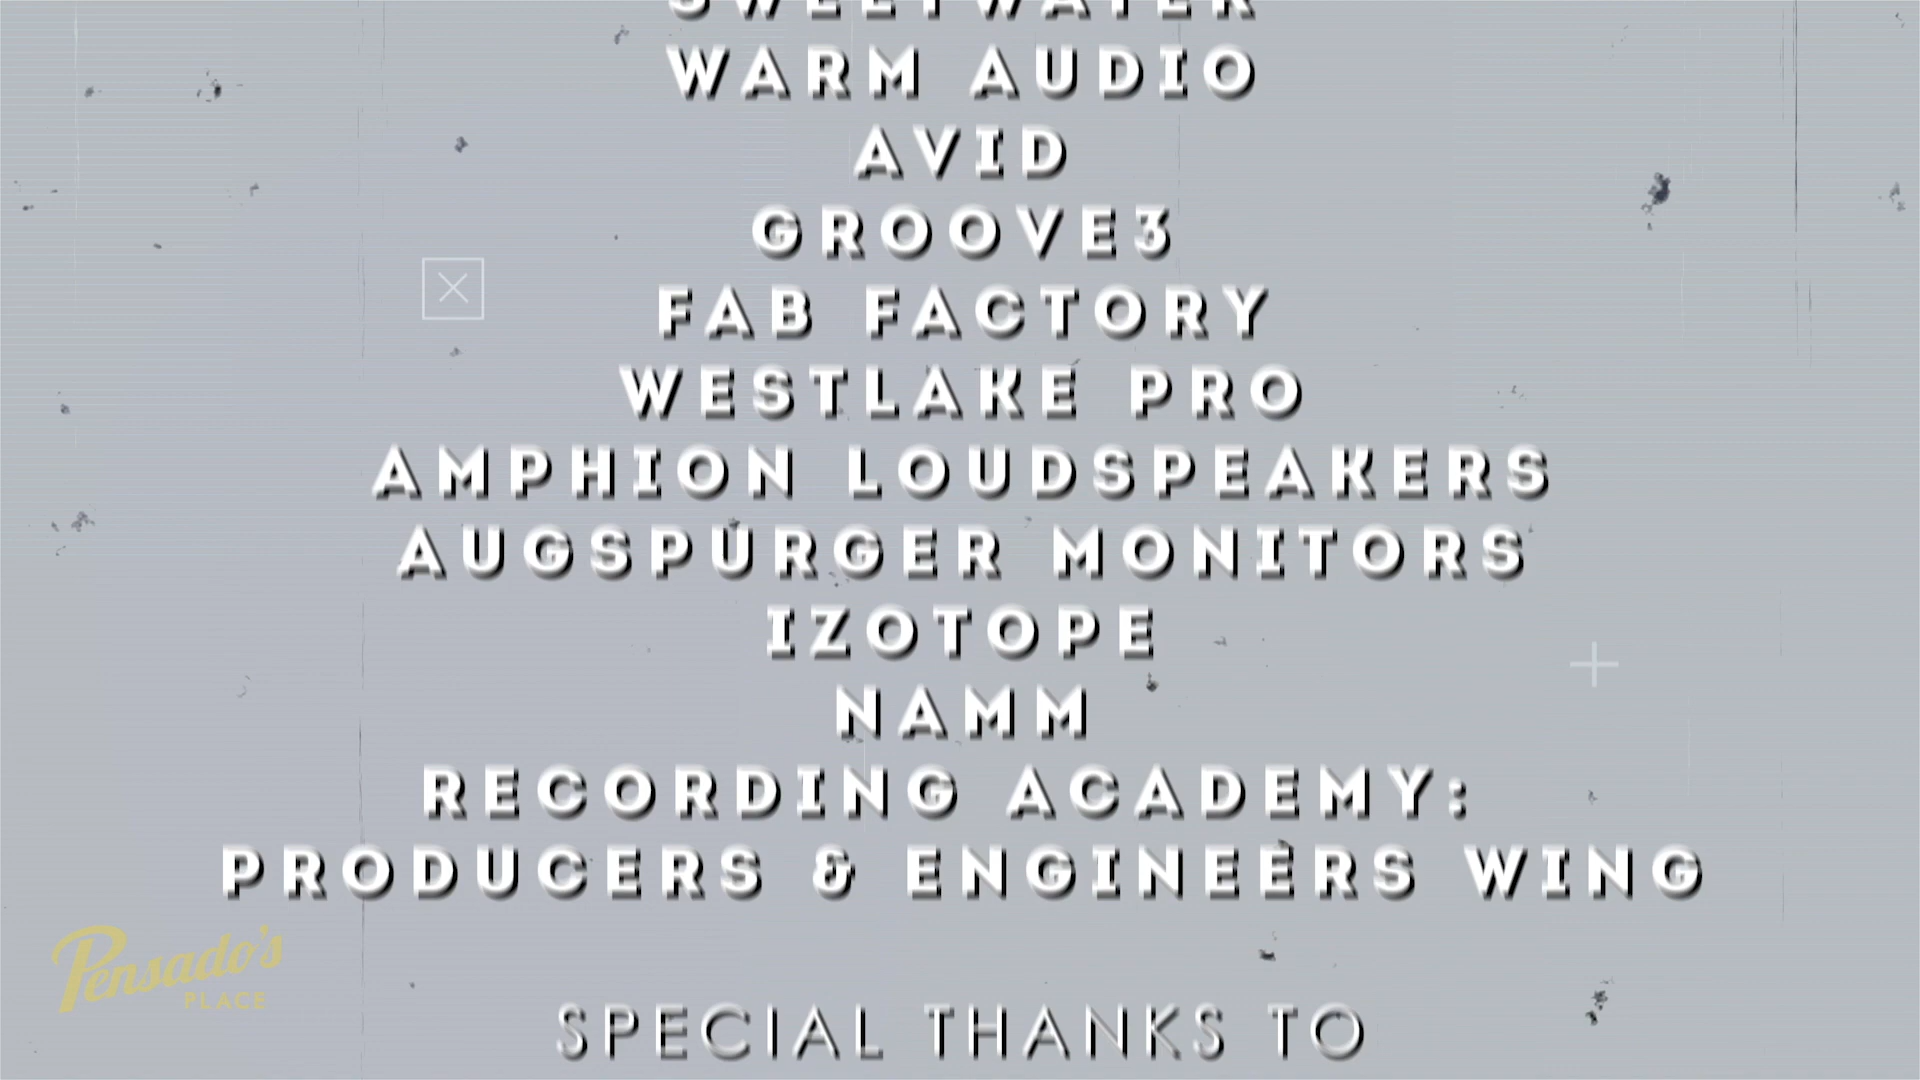 SWEETWATER
WARM AUDIO
AVID
GROOVE3
FAB FACTORY
WESTLAKE PRO
AMPHION LOUDSPEAKERS
AUGSPURGER MONITORS
IZOTOPE
NAMM
RECORDING ACADEMY:
PRODUCERS & ENGINEERS WING
Pensado's
PLACE
SPECIAL THANKS TO